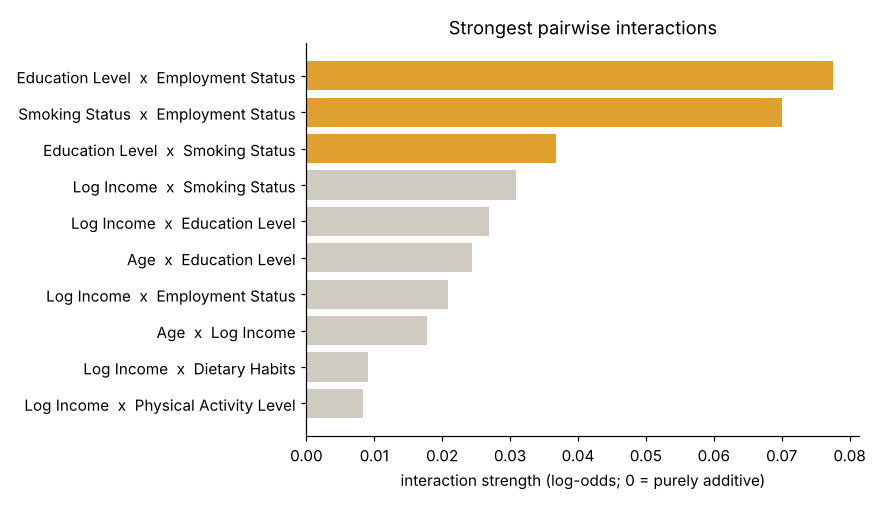 Strongest pairwise interactions
Education Level x Employment Status
Smoking Status x Employment Status
Education Level x Smoking Status
Log Income x Smoking Status
Log Income x Education Level
Age x Education Level
Log Income x Employment Status
Age x Log Income
Log Income x Dietary Habits
Log Income x Physical Activity Level
0.00 0.01 0.02 0.03 0.04 0.05 0.06 0.07 0.08
interaction strength (log-odds; 0 = purely additive)